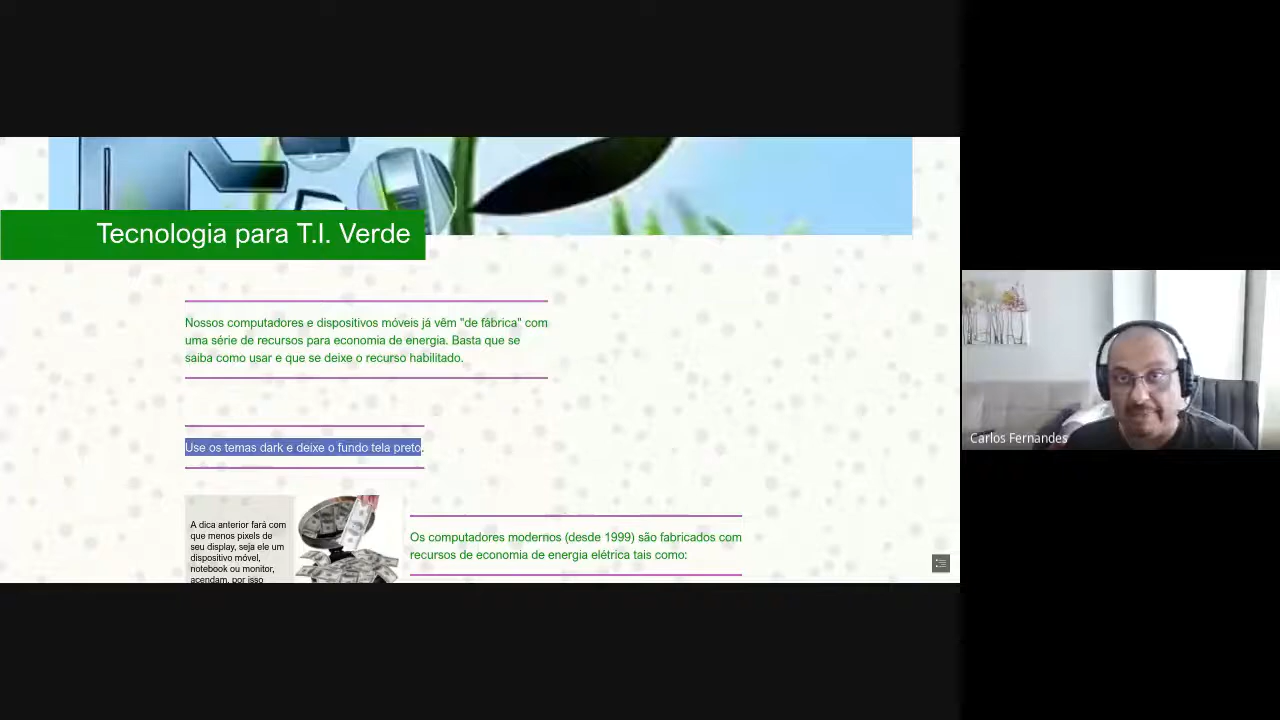 Tecnologia para T.I. Verde
Nossos computadores e dispositivos móveis já vêm "de fábrica" com
uma série de recursos para economia de energia. Basta que se
saiba como usar e que se deixe o recurso habilitado.
Use os temas dark e deixe o fundo tela preto.
A dica anterior fará com
que menos pixels de
seu display, seja ele um
dispositivo móvel,
notebook ou monitor,
acendam, por isso
Os computadores modernos (desde 1999) são fabricados com
recursos de economia de energia elétrica tais como:
Carlos Fernandes